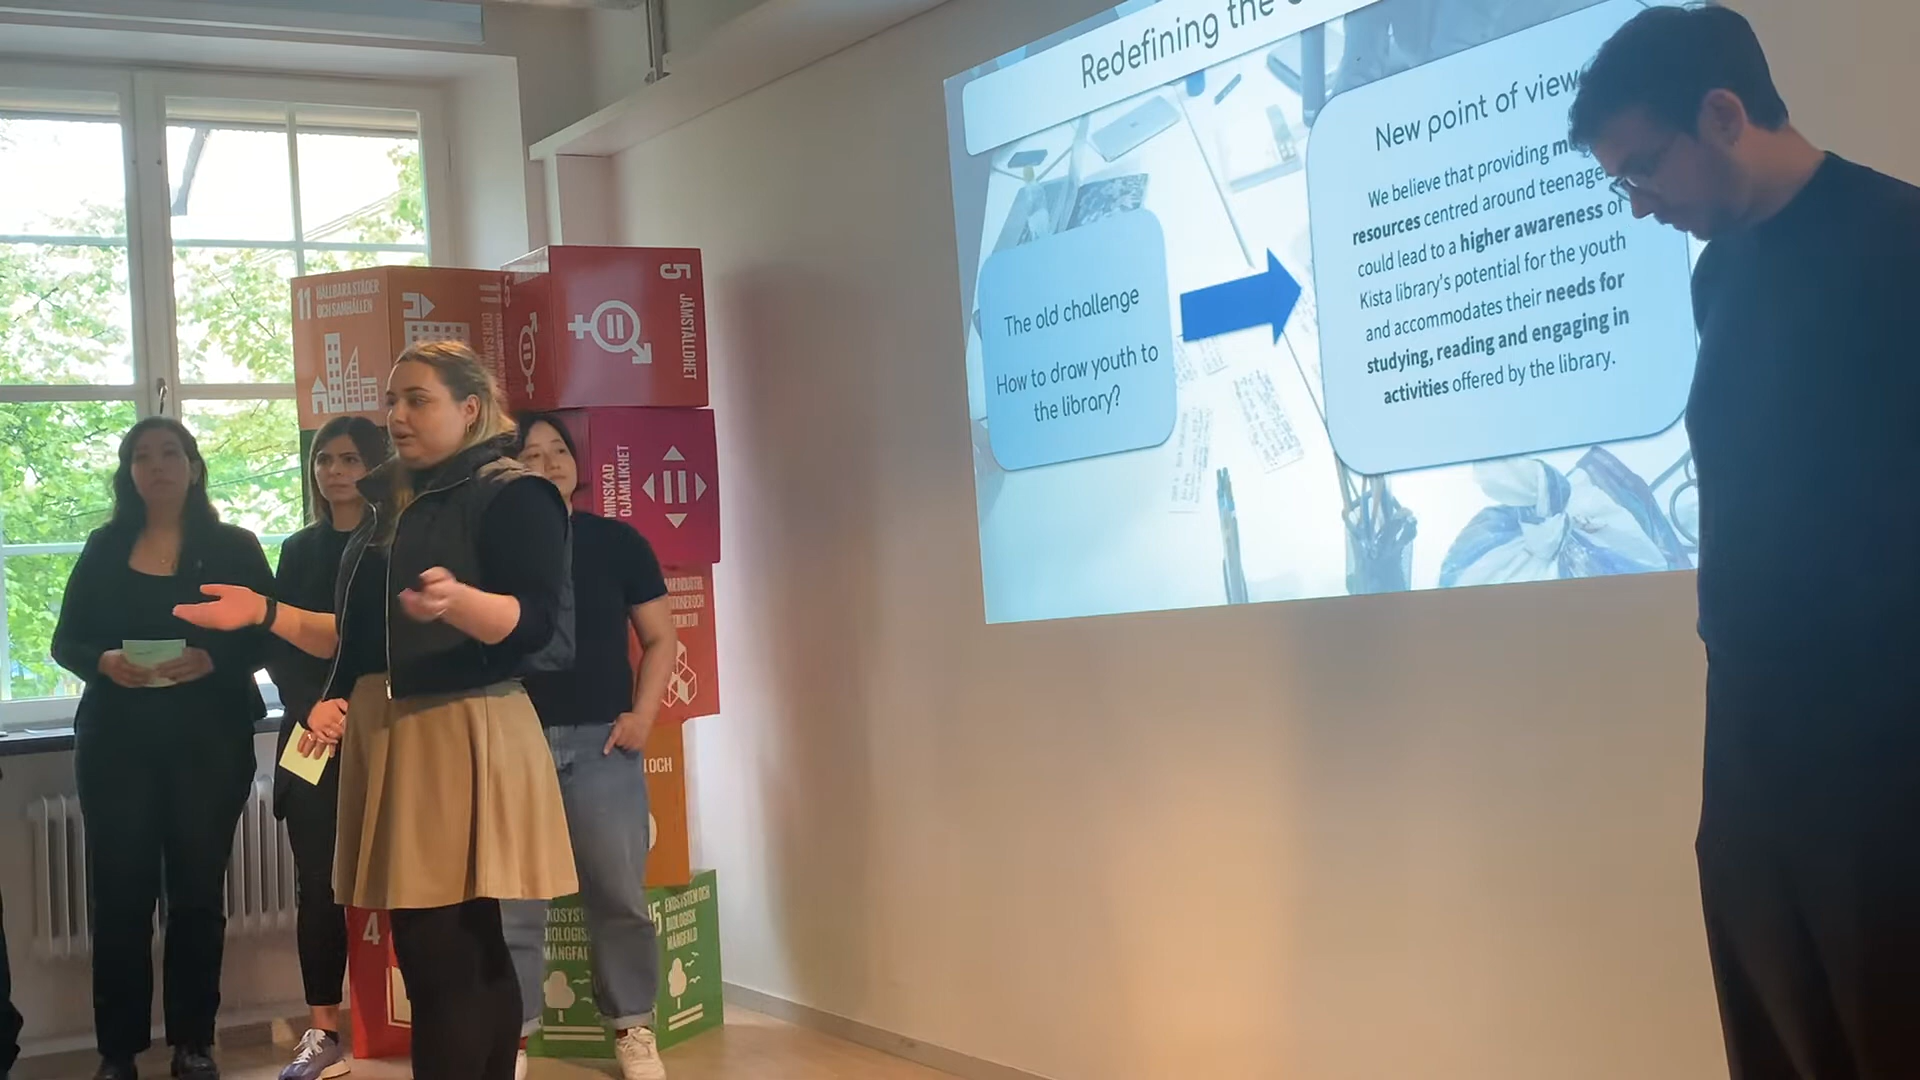 Redefining the
New point of view
We believe that providing
resources centred around teenage
could lead to a higher awareness of
Kista library's potential for the youth
and accommodates their needs for
studying, reading and engaging in
activities offered by the library.
The old challenge
How to draw youth to
the library?
11 HÅLLBARA STÄDER
OCH SAMHÄLLEN
11
5 JÄMSTÄLLDHET
MINSKAD
OJÄMLIKHET
OCH
4
15 EKOSYSTEM OCH
BIOLOGISK
MÅNGFALD